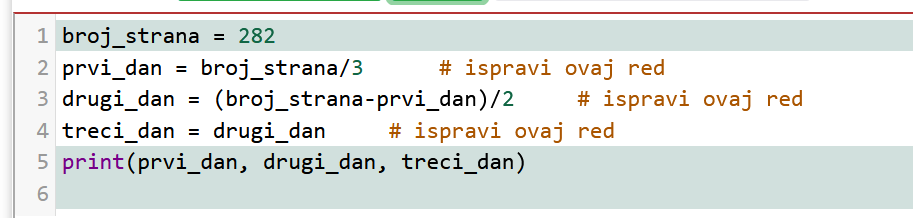 1 broj_strana = 282
2 prvi_dan = broj_strana/3      # ispravi ovaj red
3 drugi_dan = (broj_strana-prvi_dan)/2     # ispravi ovaj red
4 treci_dan = drugi_dan     # ispravi ovaj red
5 print(prvi_dan, drugi_dan, treci_dan)
6